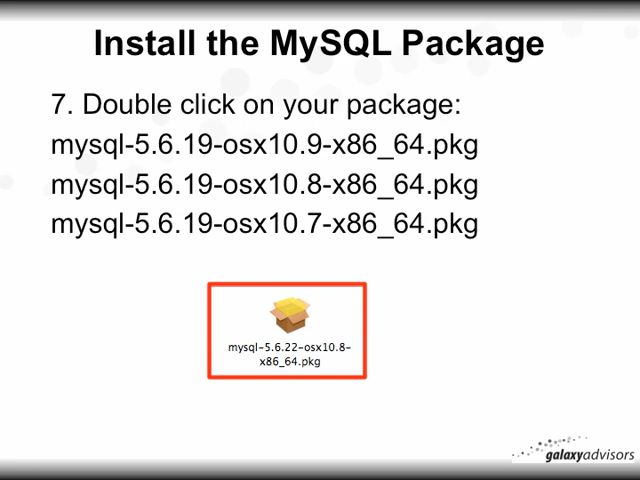 Install the MySQL Package
7. Double click on your package:
mysql-5.6.19-osx10.9-x86_64.pkg
mysql-5.6.19-osx10.8-x86_64.pkg
mysql-5.6.19-osx10.7-x86_64.pkg
mysql-5.6.22-osx10.8-
x86_64.pkg
galaxyadvisors